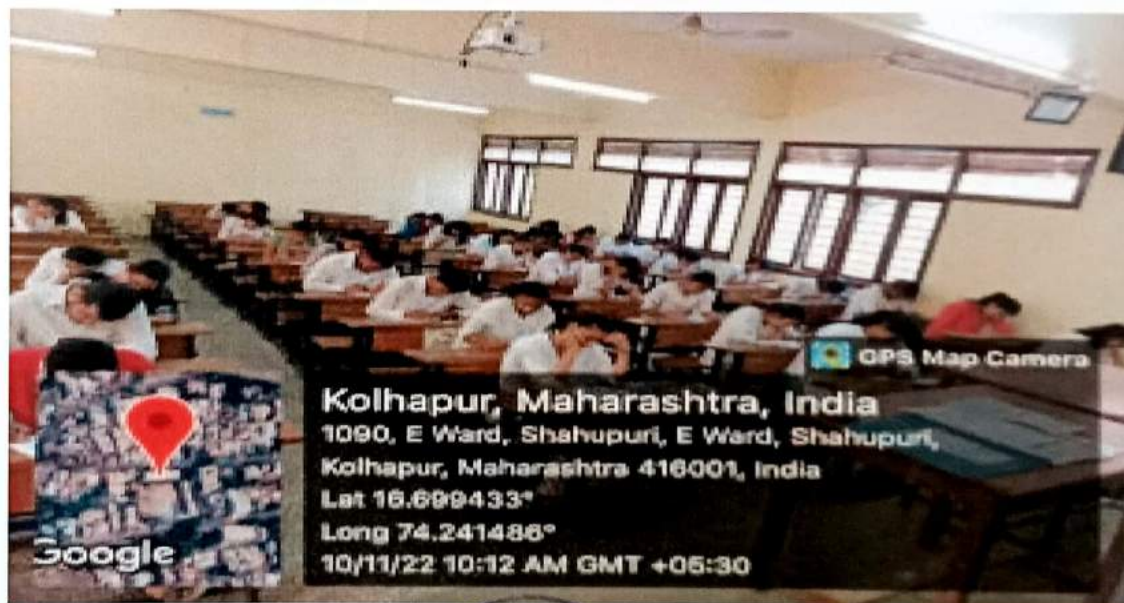 GPS Map Camera
Kolhapur, Maharashtra, India
1090, E Ward, Shahupuri, E Ward, Shahupuri,
Kolhapur, Maharashtra 416001, India
Lat 16.699433°
Long 74.241486°
10/11/22 10:12 AM GMT +05:30
Google